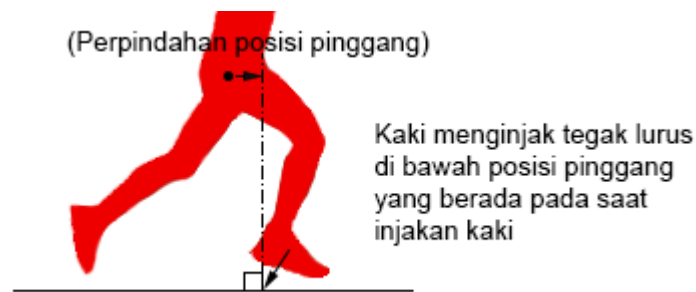 (Perpindahan posisi pinggang)
Kaki menginjak tegak lurus
di bawah posisi pinggang
yang berada pada saat
injakan kaki